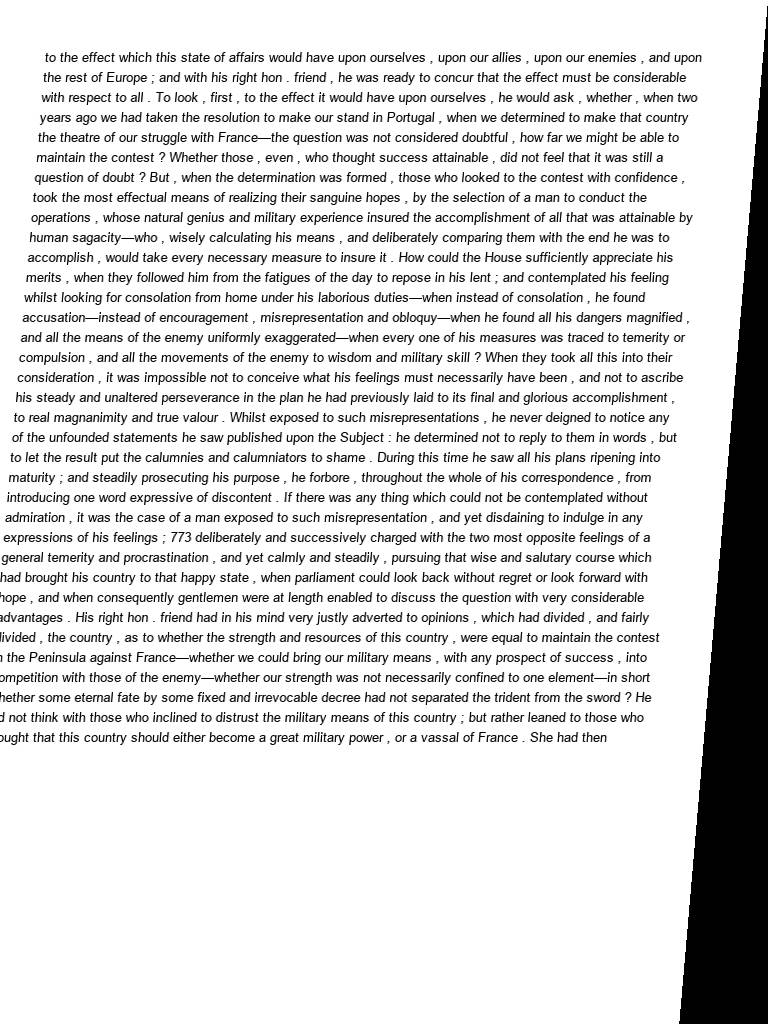 to the effect which this state of affairs would have upon ourselves , upon our allies , upon our enemies , and upon
the rest of Europe ; and with his right hon . friend , he was ready to concur that the effect must be considerable
with respect to all . To look , first , to the effect it would have upon ourselves , he would ask , whether , when two
years ago we had taken the resolution to make our stand in Portugal , when we determined to make that country
the theatre of our struggle with France—the question was not considered doubtful , how far we might be able to
maintain the contest ? Whether those , even , who thought success attainable , did not feel that it was still a
question of doubt ? But , when the determination was formed , those who looked to the contest with confidence ,
took the most effectual means of realizing their sanguine hopes , by the selection of a man to conduct the
operations , whose natural genius and military experience insured the accomplishment of all that was attainable by
human sagacity—who , wisely calculating his means , and deliberately comparing them with the end he was to
accomplish , would take every necessary measure to insure it . How could the House sufficiently appreciate his
merits , when they followed him from the fatigues of the day to repose in his lent ; and contemplated his feeling
whilst looking for consolation from home under his laborious duties—when instead of consolation , he found
accusation—instead of encouragement , misrepresentation and obloquy—when he found all his dangers magnified ,
and all the means of the enemy uniformly exaggerated—when every one of his measures was traced to temerity or
compulsion , and all the movements of the enemy to wisdom and military skill ? When they took all this into their
consideration , it was impossible not to conceive what his feelings must necessarily have been , and not to ascribe
his steady and unaltered perseverance in the plan he had previously laid to its final and glorious accomplishment ,
to real magnanimity and true valour . Whilst exposed to such misrepresentations , he never deigned to notice any
of the unfounded statements he saw published upon the Subject : he determined not to reply to them in words , but
to let the result put the calumnies and calumniators to shame . During this time he saw all his plans ripening into
maturity ; and steadily prosecuting his purpose , he forbore , throughout the whole of his correspondence , from
introducing one word expressive of discontent . If there was any thing which could not be contemplated without
admiration , it was the case of a man exposed to such misrepresentation , and yet disdaining to indulge in any
expressions of his feelings ; 773 deliberately and successively charged with the two most opposite feelings of a
general temerity and procrastination , and yet calmly and steadily , pursuing that wise and salutary course which
had brought his country to that happy state , when parliament could look back without regret or look forward with
hope , and when consequently gentlemen were at length enabled to discuss the question with very considerable
advantages . His right hon . friend had in his mind very justly adverted to opinions , which had divided , and fairly
divided , the country , as to whether the strength and resources of this country , were equal to maintain the contest
the Peninsula against France—whether we could bring our military means , with any prospect of success , into
ompetition with those of the enemy—whether our strength was not necessarily confined to one element—in short
hether some eternal fate by some fixed and irrevocable decree had not separated the trident from the sword ? He
not think with those who inclined to distrust the military means of this country ; but rather leaned to those who
ought that this country should either become a great military power , or a vassal of France . She had then